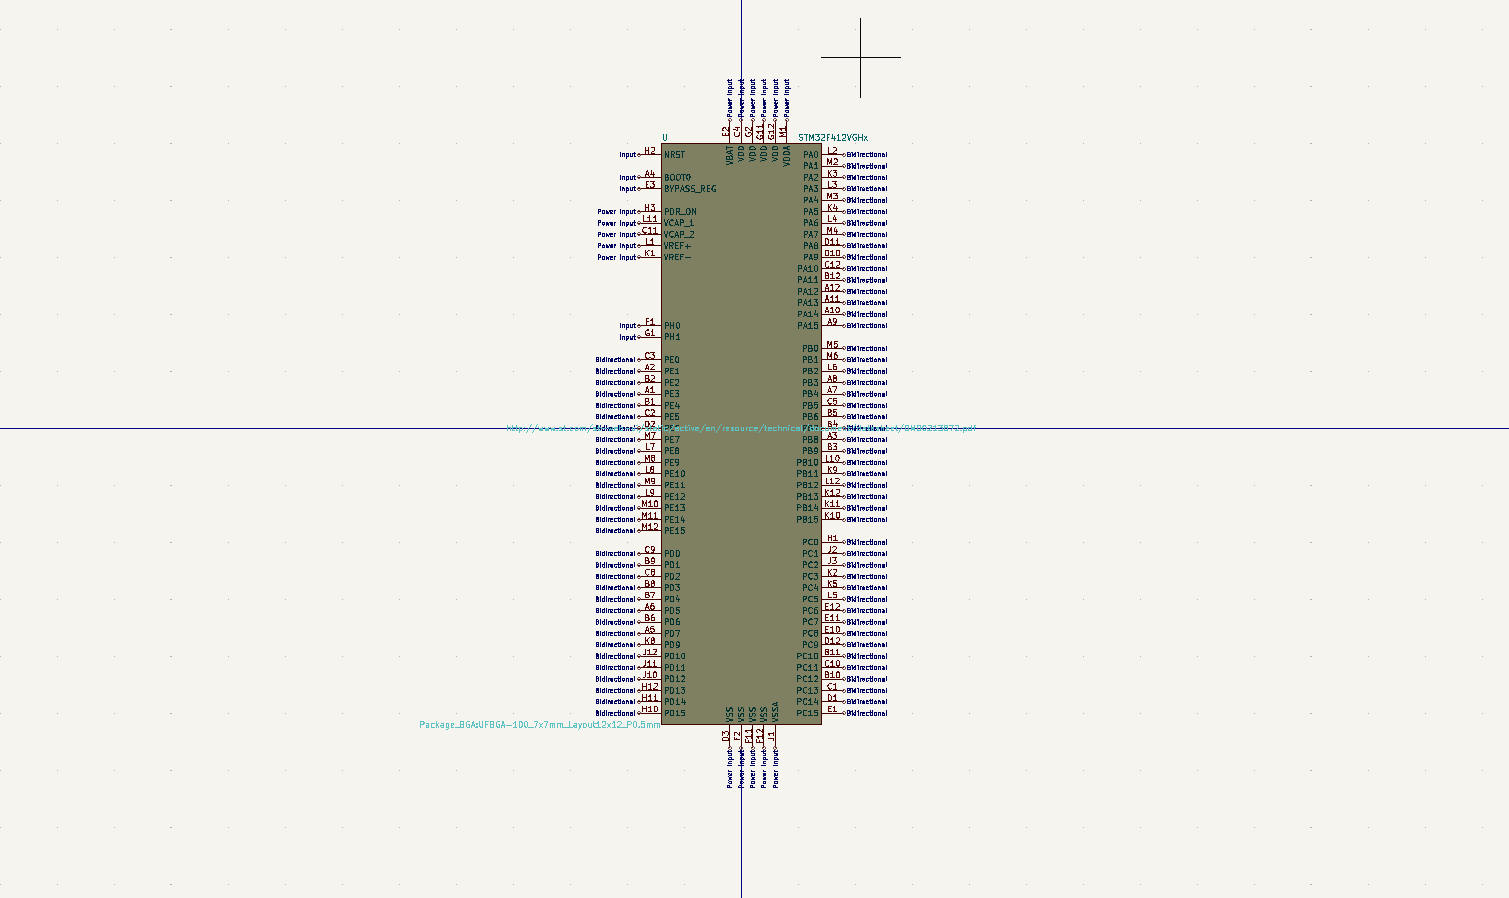 Power Input Power Input Power Input Power Input Power Input Power Input
E2 C4 G2 G11 G12 M1
U STM32F412VGHx
VBAT VDD VDD VDD VDD VDDA
Input H2 NRST
Input A4 BOOT0
Input E3 BYPASS_REG
Power Input H3 PDR_ON
Power Input L11 VCAP_1
Power Input C11 VCAP_2
Power Input L1 VREF+
Power Input K1 VREF-
Input F1 PH0
Input G1 PH1
Bidirectional C3 PE0
Bidirectional A2 PE1
Bidirectional B2 PE2
Bidirectional A1 PE3
Bidirectional B1 PE4
Bidirectional C2 PE5
Bidirectional D2
Bidirectional M7 PE7
Bidirectional L7 PE8
Bidirectional M8 PE9
Bidirectional L8 PE10
Bidirectional M9 PE11
Bidirectional L9 PE12
Bidirectional M10 PE13
Bidirectional M11 PE14
Bidirectional M12 PE15
Bidirectional C9 PD0
Bidirectional B9 PD1
Bidirectional C8 PD2
Bidirectional B8 PD3
Bidirectional B7 PD4
Bidirectional A6 PD5
Bidirectional B6 PD6
Bidirectional A5 PD7
Bidirectional K8 PD9
Bidirectional J12 PD10
Bidirectional J11 PD11
Bidirectional J10 PD12
Bidirectional H12 PD13
Bidirectional H11 PD14
Bidirectional H10 PD15
PA0 L2 Bidirectional
PA1 M2 Bidirectional
PA2 K3 Bidirectional
PA3 L3 Bidirectional
PA4 M3 Bidirectional
PA5 K4 Bidirectional
PA6 L4 Bidirectional
PA7 M4 Bidirectional
PA8 D11 Bidirectional
PA9 D10 Bidirectional
PA10 C12 Bidirectional
PA11 B12 Bidirectional
PA12 A12 Bidirectional
PA13 A11 Bidirectional
PA14 A10 Bidirectional
PA15 A9 Bidirectional
PB0 M5 Bidirectional
PB1 M6 Bidirectional
PB2 L6 Bidirectional
PB3 A8 Bidirectional
PB4 A7 Bidirectional
PB5 C5 Bidirectional
PB6 B5 Bidirectional
B4
PB8 A3 Bidirectional
PB9 B3 Bidirectional
PB10 L10 Bidirectional
PB11 K9 Bidirectional
PB12 L12 Bidirectional
PB13 K12 Bidirectional
PB14 K11 Bidirectional
PB15 K10 Bidirectional
PC0 H1 Bidirectional
PC1 J2 Bidirectional
PC2 J3 Bidirectional
PC3 K2 Bidirectional
PC4 K5 Bidirectional
PC5 L5 Bidirectional
PC6 E12 Bidirectional
PC7 E11 Bidirectional
PC8 E10 Bidirectional
PC9 D12 Bidirectional
PC10 B11 Bidirectional
PC11 C10 Bidirectional
PC12 B10 Bidirectional
PC13 C1 Bidirectional
PC14 D1 Bidirectional
PC15 E1 Bidirectional
VSS VSS VSS VSS VSSA
Package_BGA:UFBGA-100_7x7mm_Layout12x12_P0.5mm
D3 F2 F11 F12 J1
Power Input Power Input Power Input Power Input Power Input